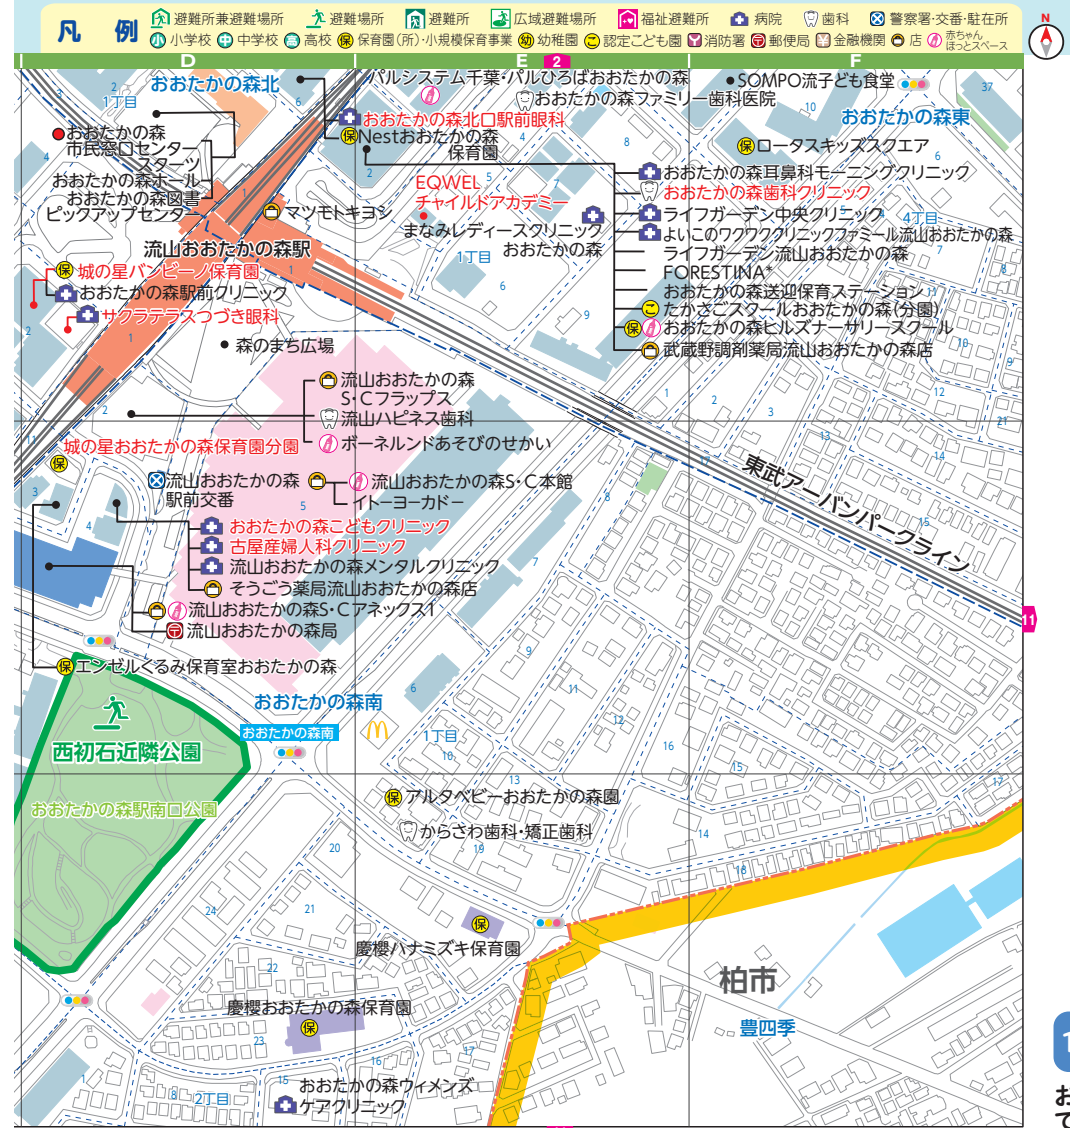 凡 例
避難所兼避難場所 避難場所 避難所 広域避難場所 福祉避難所 病院 歯科 警察署・交番・駐在所
小 小学校 中 中学校 高 高校 保 保育園(所)・小規模保育事業 幼 幼稚園 こ 認定こども園 消防署 郵便局 金融機関 店 赤ちゃん
ほっとスペース
N
D E 2 F
おおたかの森北
1丁目
パルシステム千葉・パルひろばおおたかの森
おおたかの森ファミリー歯科医院
SOMPO流子ども食堂
おおたかの森東
おおたかの森
市民窓口センター
スターツ
おおたかの森ホール
おおたかの森図書
ピックアップセンター
おおたかの森北口駅前眼科
保 Nestおおたかの森
保育園
保 ロータスキッズスクエア
マツモトキヨシ
EQWEL
チャイルドアカデミー
まなみレディースクリニック
おおたかの森
1丁目
おおたかの森耳鼻科モーニングクリニック
おおたかの森歯科クリニック
ライフガーデン中央クリニック
4丁目
よいこのワクワククリニックファミール流山おおたかの森
ライフガーデン流山おおたかの森
FORESTINA*
おおたかの森送迎保育ステーション
こ たかさごスクールおおたかの森(分園)
保 おおたかの森ヒルズナーサリースクール
武蔵野調剤薬局流山おおたかの森店
流山おおたかの森駅
保 城の星バンビーノ保育園
おおたかの森駅前クリニック
サクラテラスつづき眼科
森のまち広場
流山おおたかの森
S・Cフラップス
流山ハピネス歯科
ボーネルンドあそびのせかい
城の星おおたかの森保育園分園
保
流山おおたかの森
駅前交番
流山おおたかの森S・C本館
イトーヨーカドー
東武アーバンパークライン
おおたかの森こどもクリニック
古屋産婦人科クリニック
流山おおたかの森メンタルクリニック
そうごう薬局流山おおたかの森店
流山おおたかの森S・Cアネックス1
流山おおたかの森局
11
保 エンゼルくるみ保育室おおたかの森
おおたかの森南
おおたかの森南
1丁目
西初石近隣公園
おおたかの森駅南口公園
保 アルタベビーおおたかの森園
からさわ歯科・矯正歯科
保
慶櫻ハナミズキ保育園
柏市
豊四季
慶櫻おおたかの森保育園
保
2丁目
おおたかの森ウィメンズ
ケアクリニック